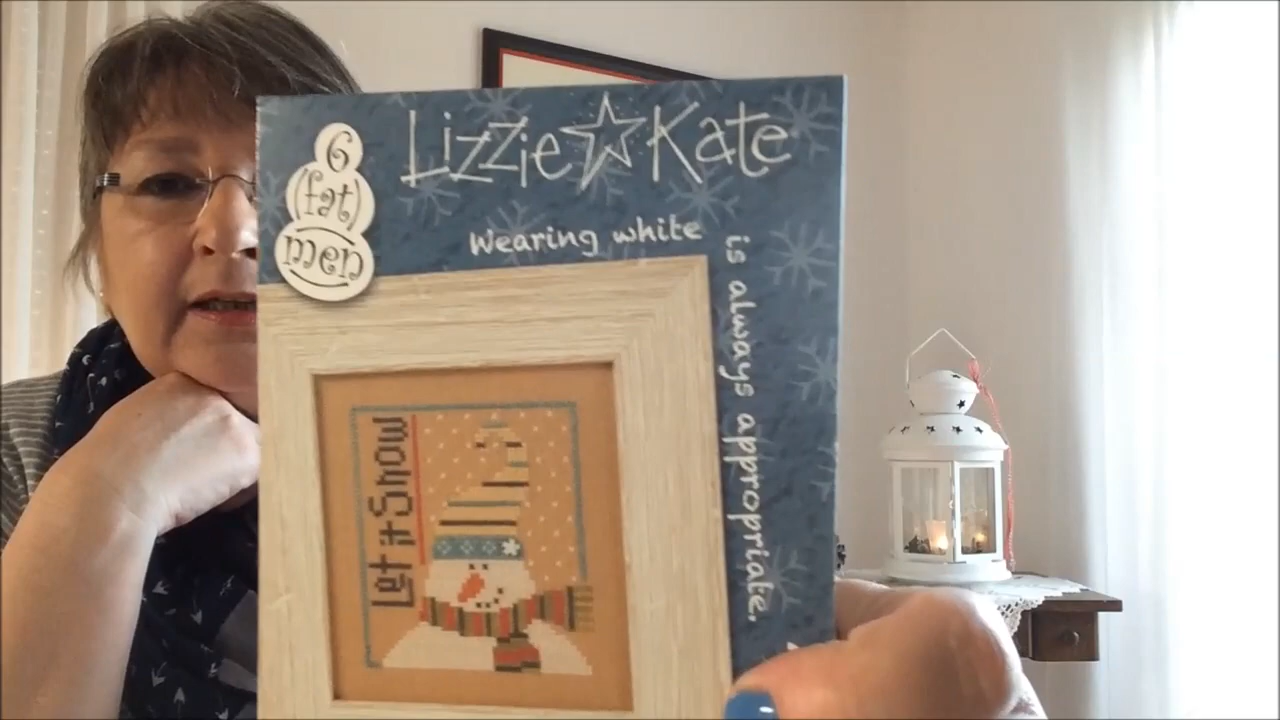 Lizzie Kate
6
(fat)
men
Wearing white
is always appropriate.
Let it Snow